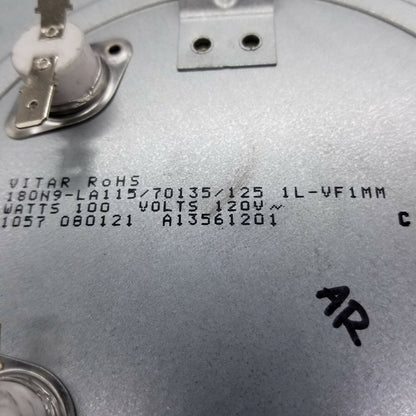 VITAR RoHS
180N9-LA115/70135/125 1L-VF1MM
WATTS 100 VOLTS 120V~
1057 080121 A13561201 C
AR